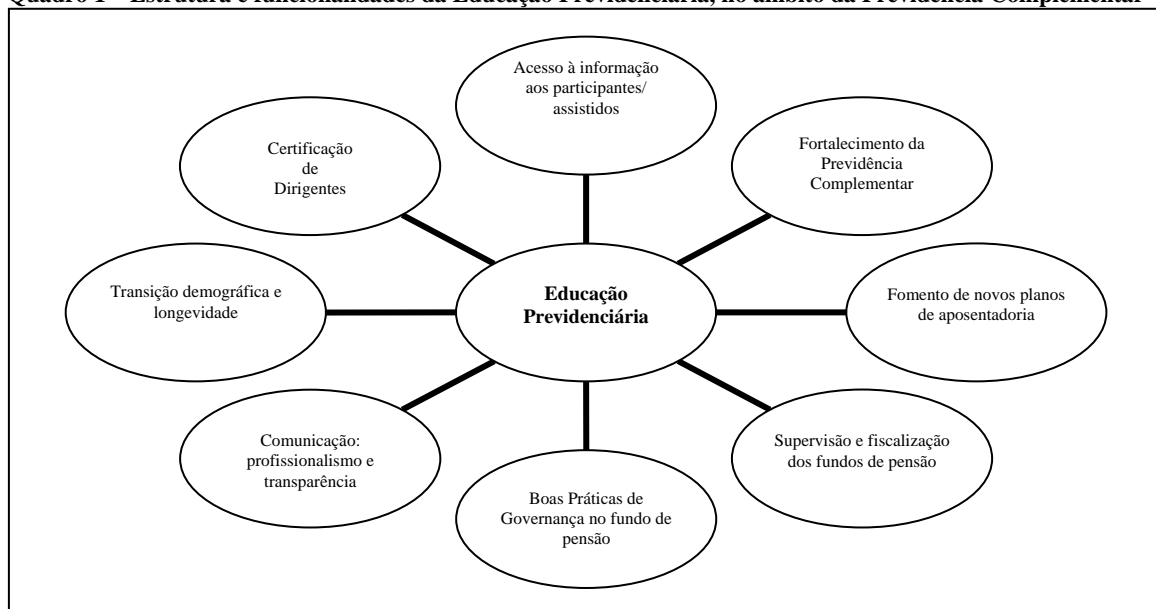 Quadro 1 – Estrutura e funcionalidades da Educação Previdenciária, no âmbito da Previdência Complementar
Acesso à informação
aos participantes/
assistidos
Fortalecimento da
Previdência
Complementar
Fomento de novos planos
de aposentadoria
Supervisão e fiscalização
dos fundos de pensão
Boas Práticas de
Governança no fundo de
pensão
Comunicação:
profissionalismo e
transparência
Transição demográfica e
longevidade
Certificação
de
Dirigentes
Educação
Previdenciária